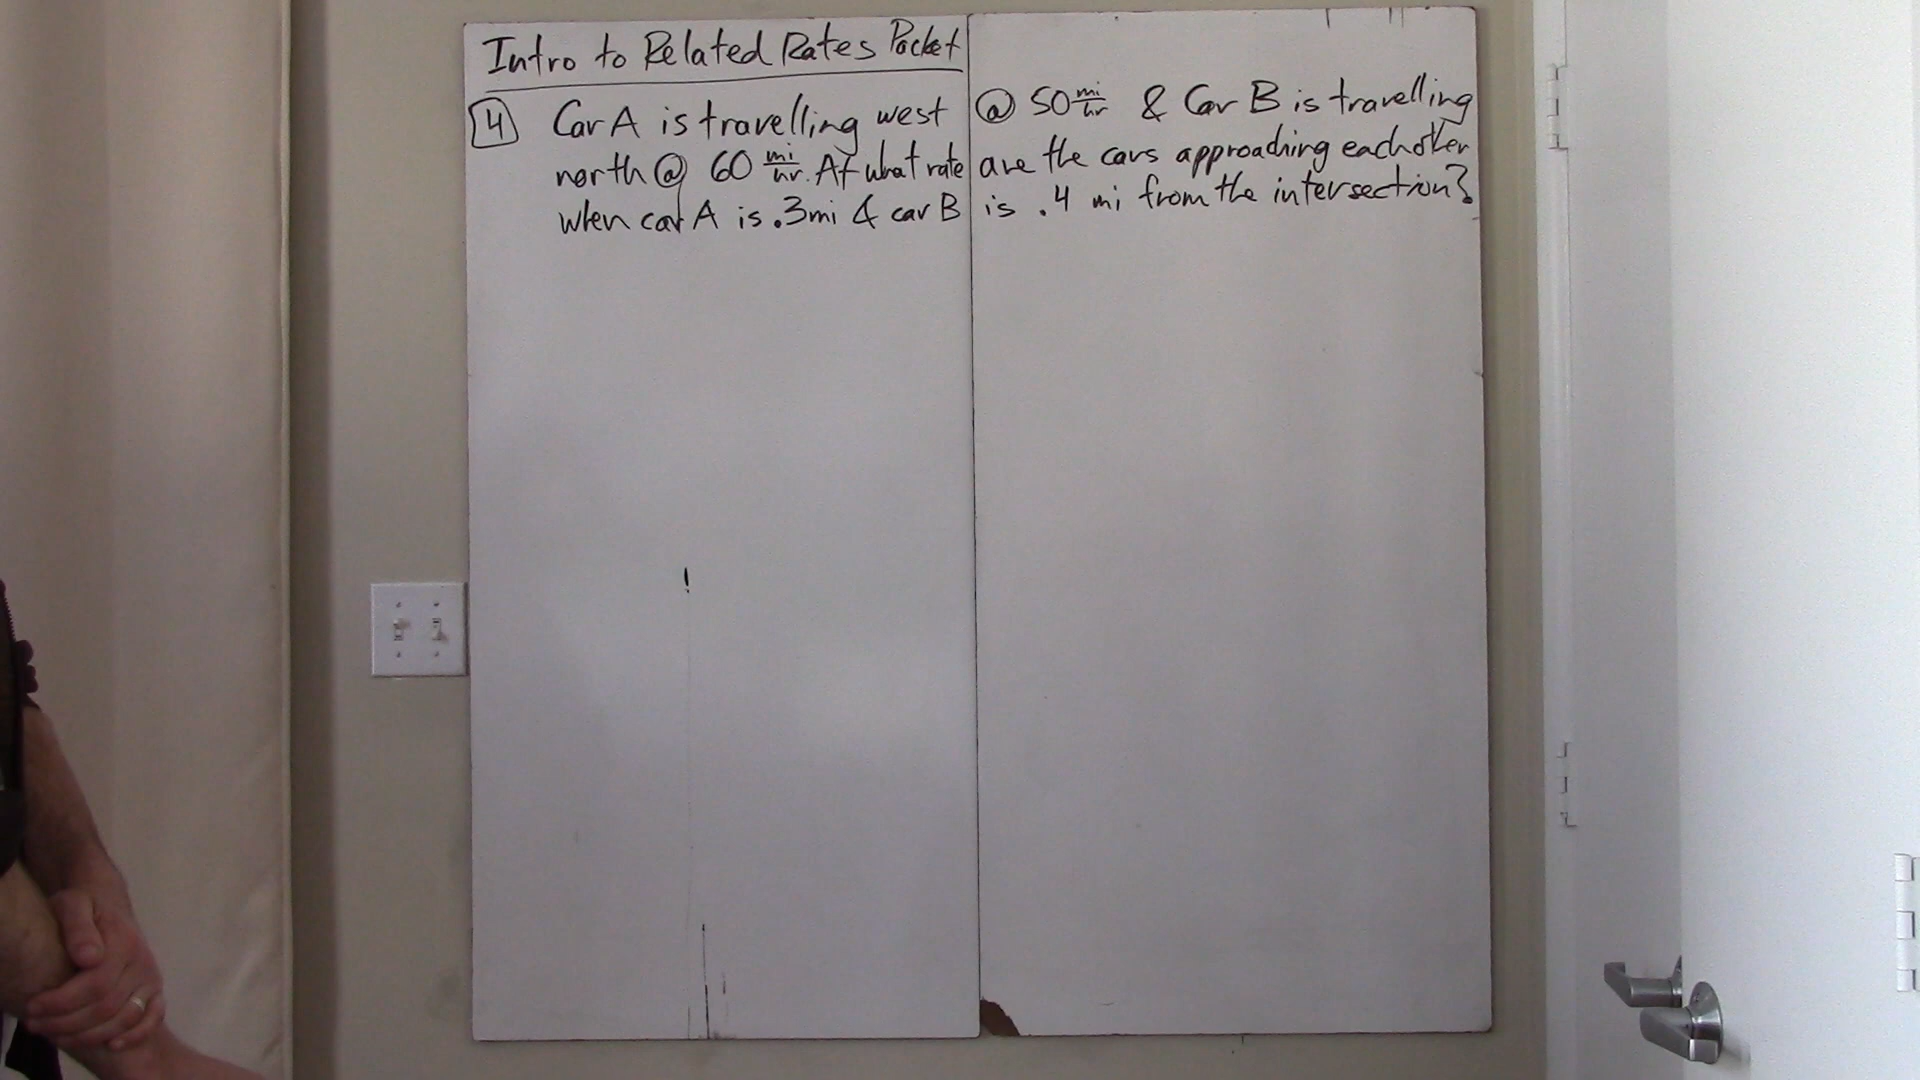 Intro to Related Rates Packet
4 Car A is travelling west @ 50 mi/hr & Car B is travelling
north @ 60 mi/hr. At what rate are the cars approaching each other
when car A is .3mi & car B is .4 mi from the intersection?